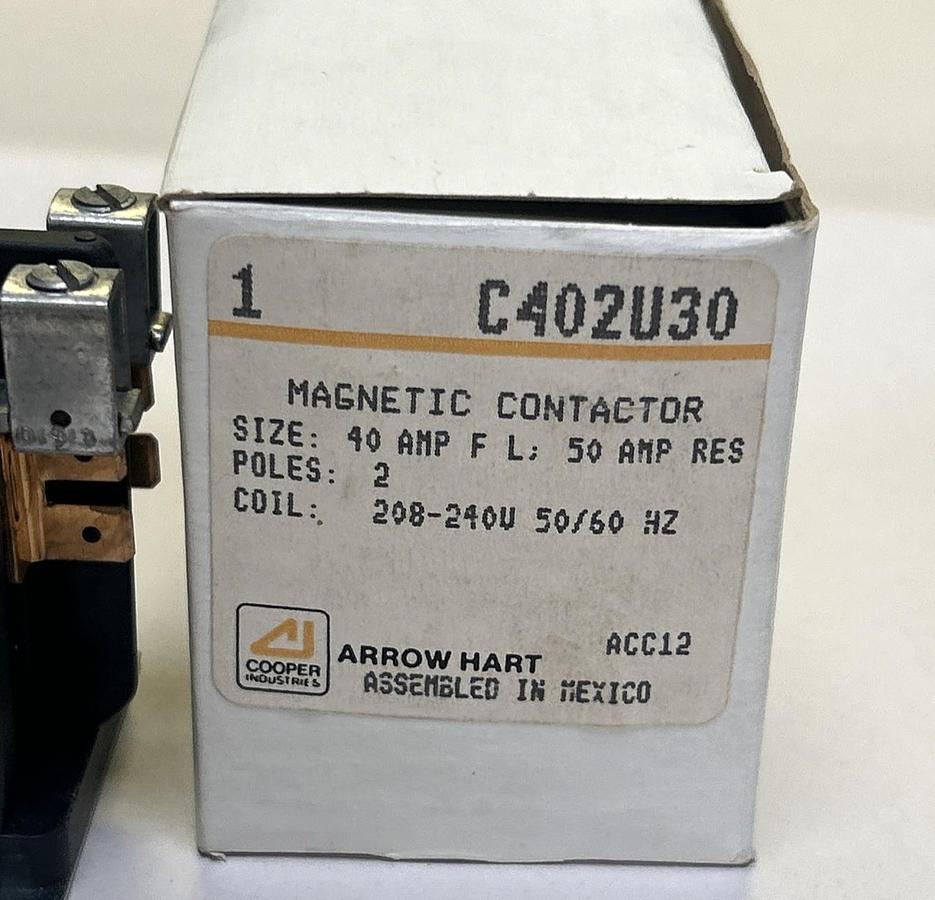 1 C402U30
MAGNETIC CONTACTOR
SIZE: 40 AMP F L; 50 AMP RES
POLES: 2
COIL: 208-240V 50/60 HZ
ACC12
COOPER
INDUSTRIES
ARROW HART
ASSEMBLED IN MEXICO